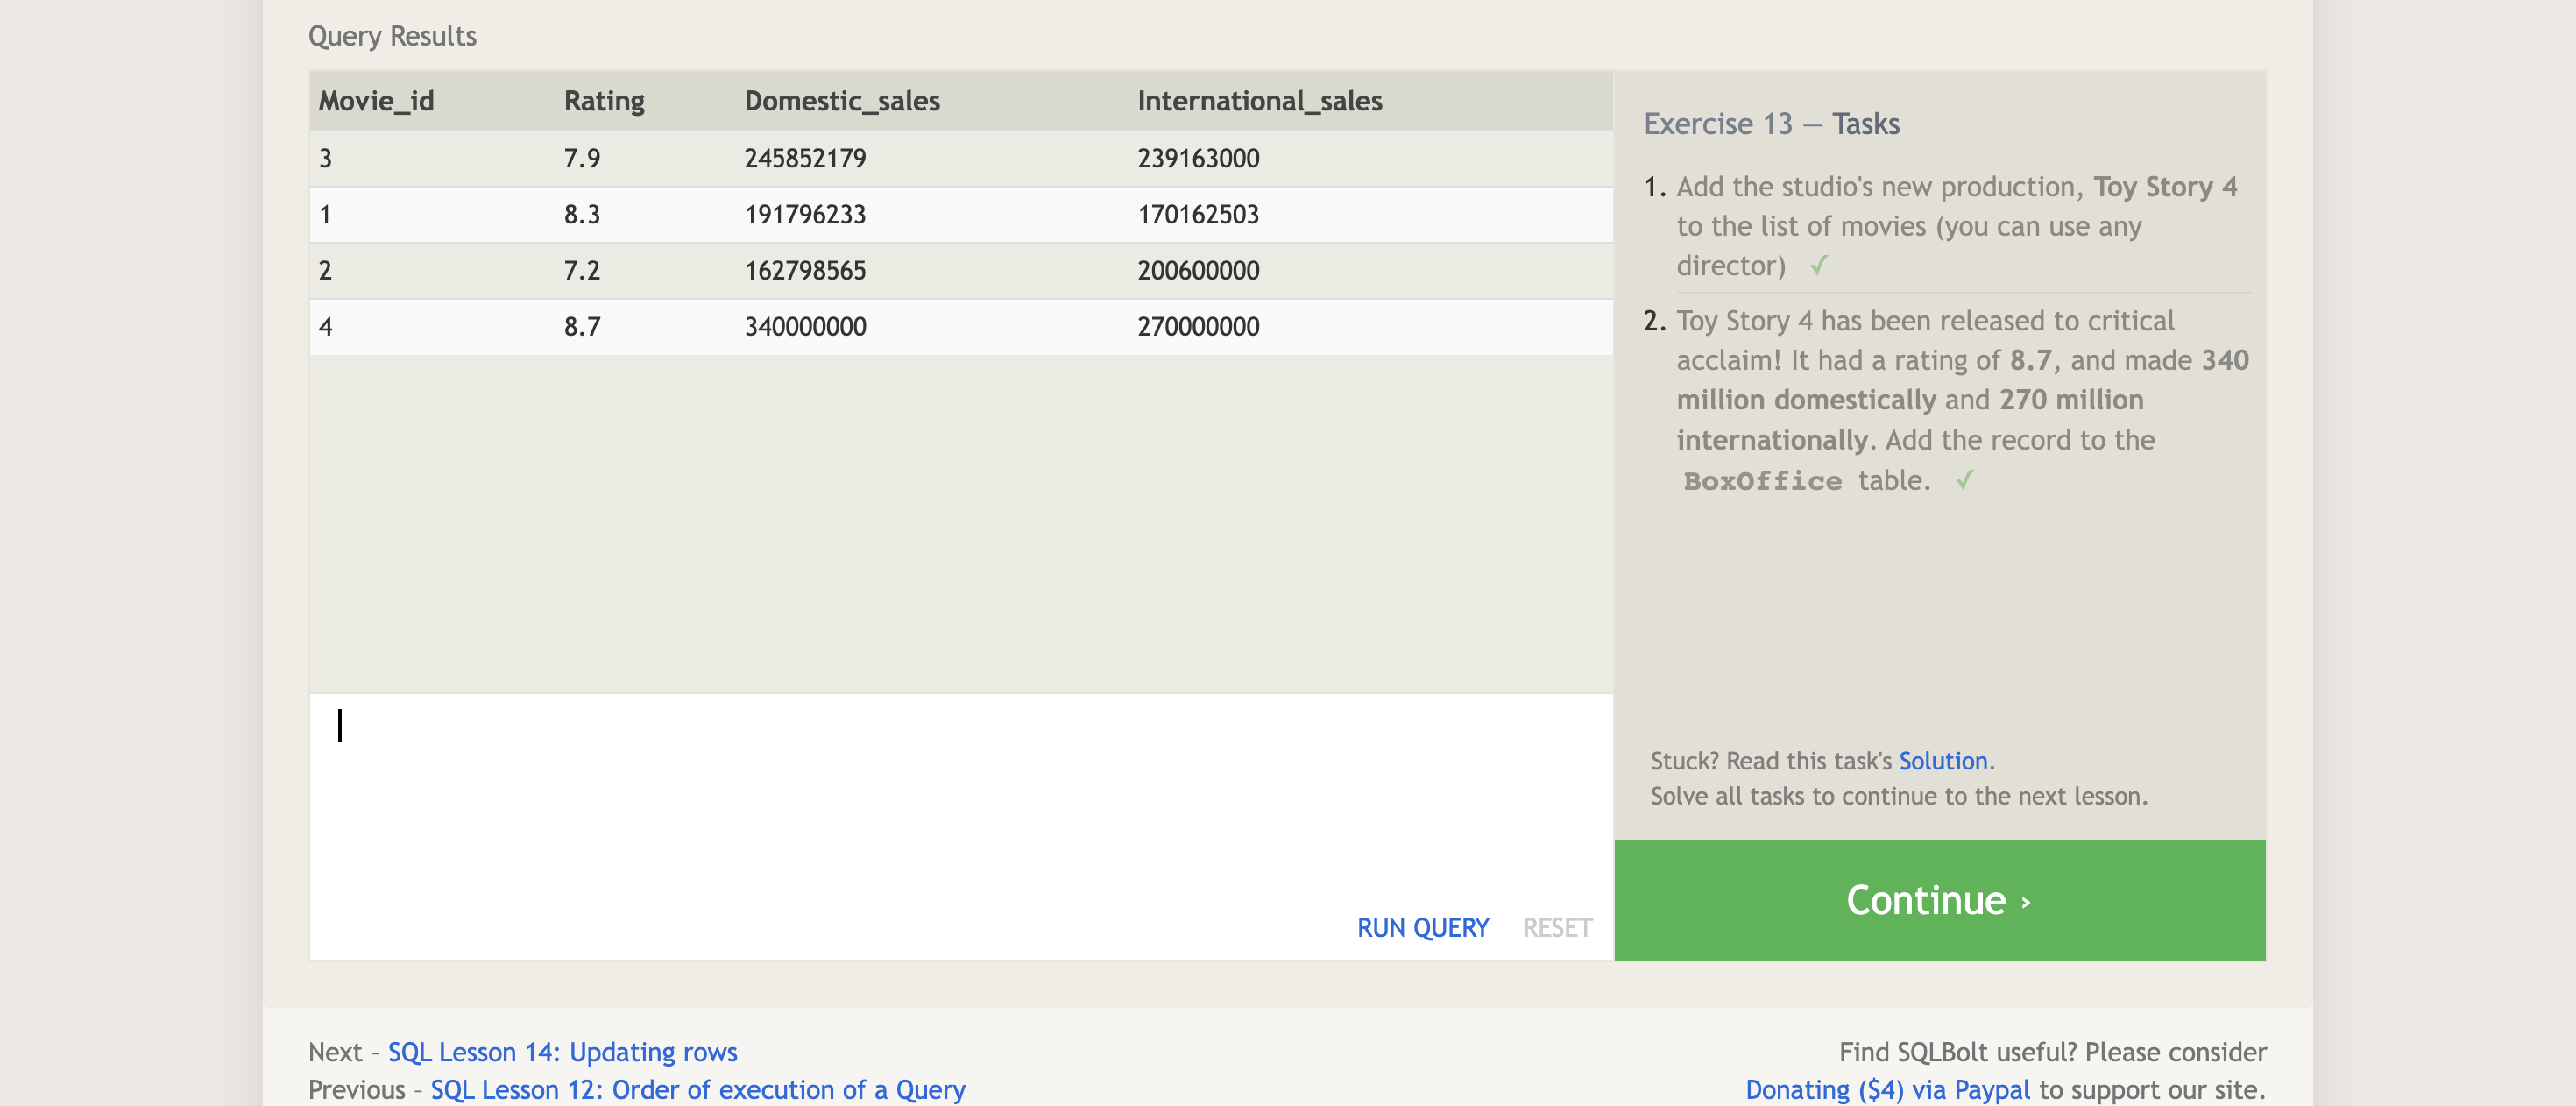 Query Results
Movie_id Rating Domestic_sales International_sales
3 7.9 245852179 239163000
1 8.3 191796233 170162503
2 7.2 162798565 200600000
4 8.7 340000000 270000000
RUN QUERY RESET
Exercise 13 — Tasks
1. Add the studio's new production, Toy Story 4
to the list of movies (you can use any
director) ✓
2. Toy Story 4 has been released to critical
acclaim! It had a rating of 8.7, and made 340
million domestically and 270 million
internationally. Add the record to the
BoxOffice table. ✓
Stuck? Read this task's Solution.
Solve all tasks to continue to the next lesson.
Continue ›
Next – SQL Lesson 14: Updating rows
Previous – SQL Lesson 12: Order of execution of a Query
Find SQLBolt useful? Please consider
Donating ($4) via Paypal to support our site.